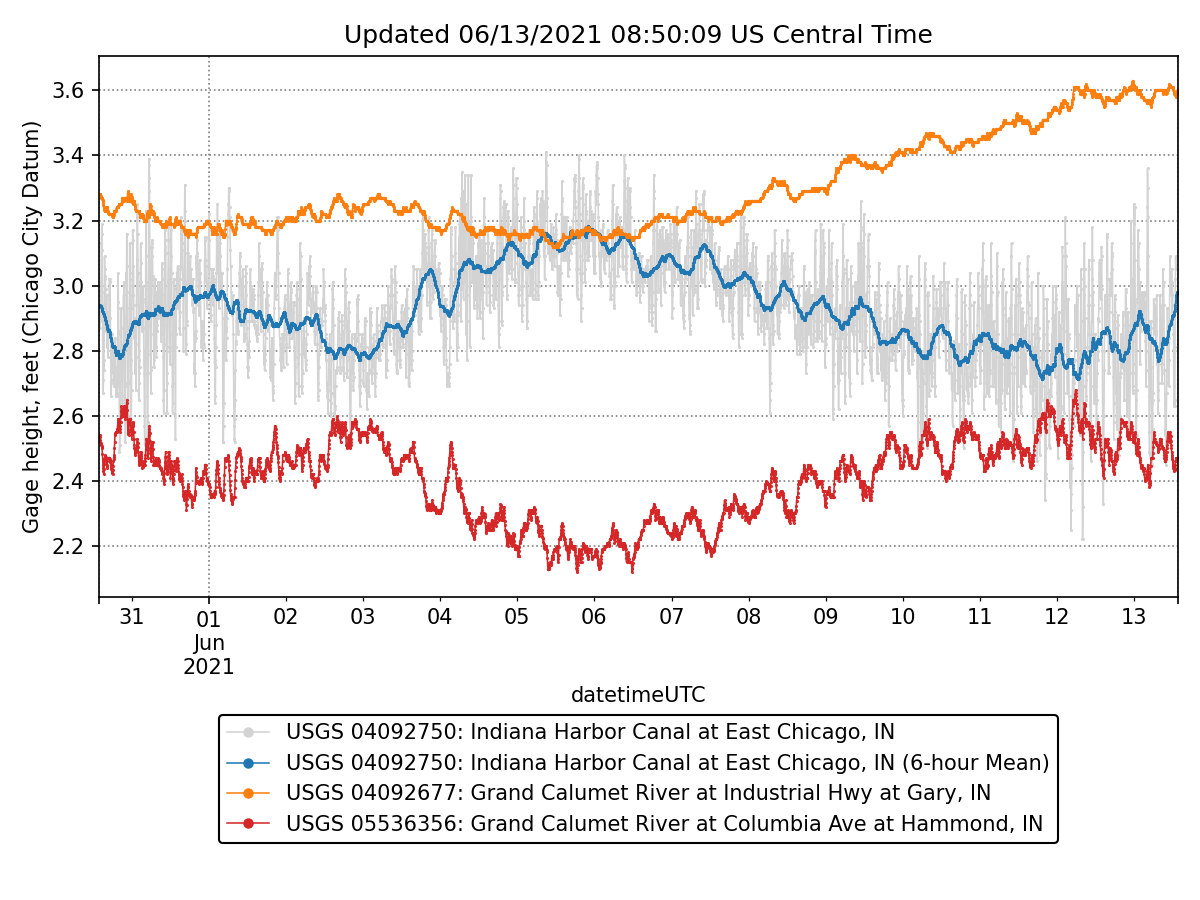 Updated 06/13/2021 08:50:09 US Central Time
Gage height, feet (Chicago City Datum)
3.6
3.4
3.2
3.0
2.8
2.6
2.4
2.2
31 01 02 03 04 05 06 07 08 09 10 11 12 13
Jun
2021
datetimeUTC
USGS 04092750: Indiana Harbor Canal at East Chicago, IN
USGS 04092750: Indiana Harbor Canal at East Chicago, IN (6-hour Mean)
USGS 04092677: Grand Calumet River at Industrial Hwy at Gary, IN
USGS 05536356: Grand Calumet River at Columbia Ave at Hammond, IN